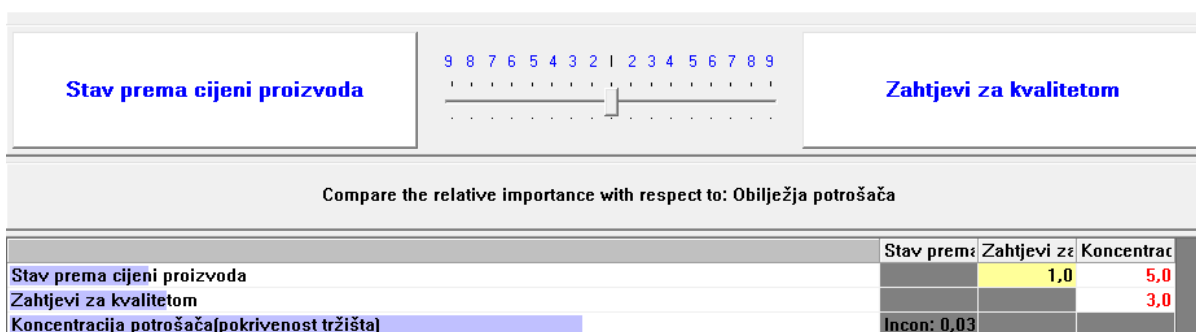 Stav prema cijeni proizvoda
9 8 7 6 5 4 3 2 1 2 3 4 5 6 7 8 9
Zahtjevi za kvalitetom
Compare the relative importance with respect to: Obilježja potrošača
Stav prema Zahtjevi za Koncentrac
Stav prema cijeni proizvoda 1,0 5,0
Zahtjevi za kvalitetom 3,0
Koncentracija potrošača(pokrivenost tržišta) Incon: 0,03